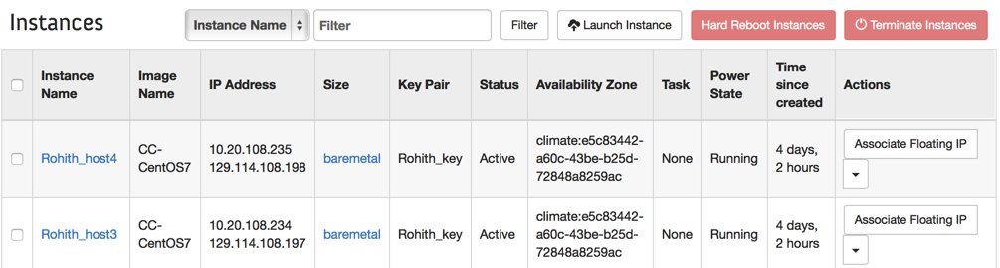 Instances
Instance Name
Filter
Filter
Launch Instance
Hard Reboot Instances
Terminate Instances
Instance
Name
Image
Name
IP Address
Size
Key Pair
Status
Availability Zone
Task
Power
State
Time
since
created
Actions
Rohith_host4
CC-
CentOS7
10.20.108.235
129.114.108.198
baremetal
Rohith_key
Active
climate:e5c83442-
a60c-43be-b25d-
72848a8259ac
None
Running
4 days,
2 hours
Associate Floating IP
Rohith_host3
CC-
CentOS7
10.20.108.234
129.114.108.197
baremetal
Rohith_key
Active
climate:e5c83442-
a60c-43be-b25d-
72848a8259ac
None
Running
4 days,
2 hours
Associate Floating IP